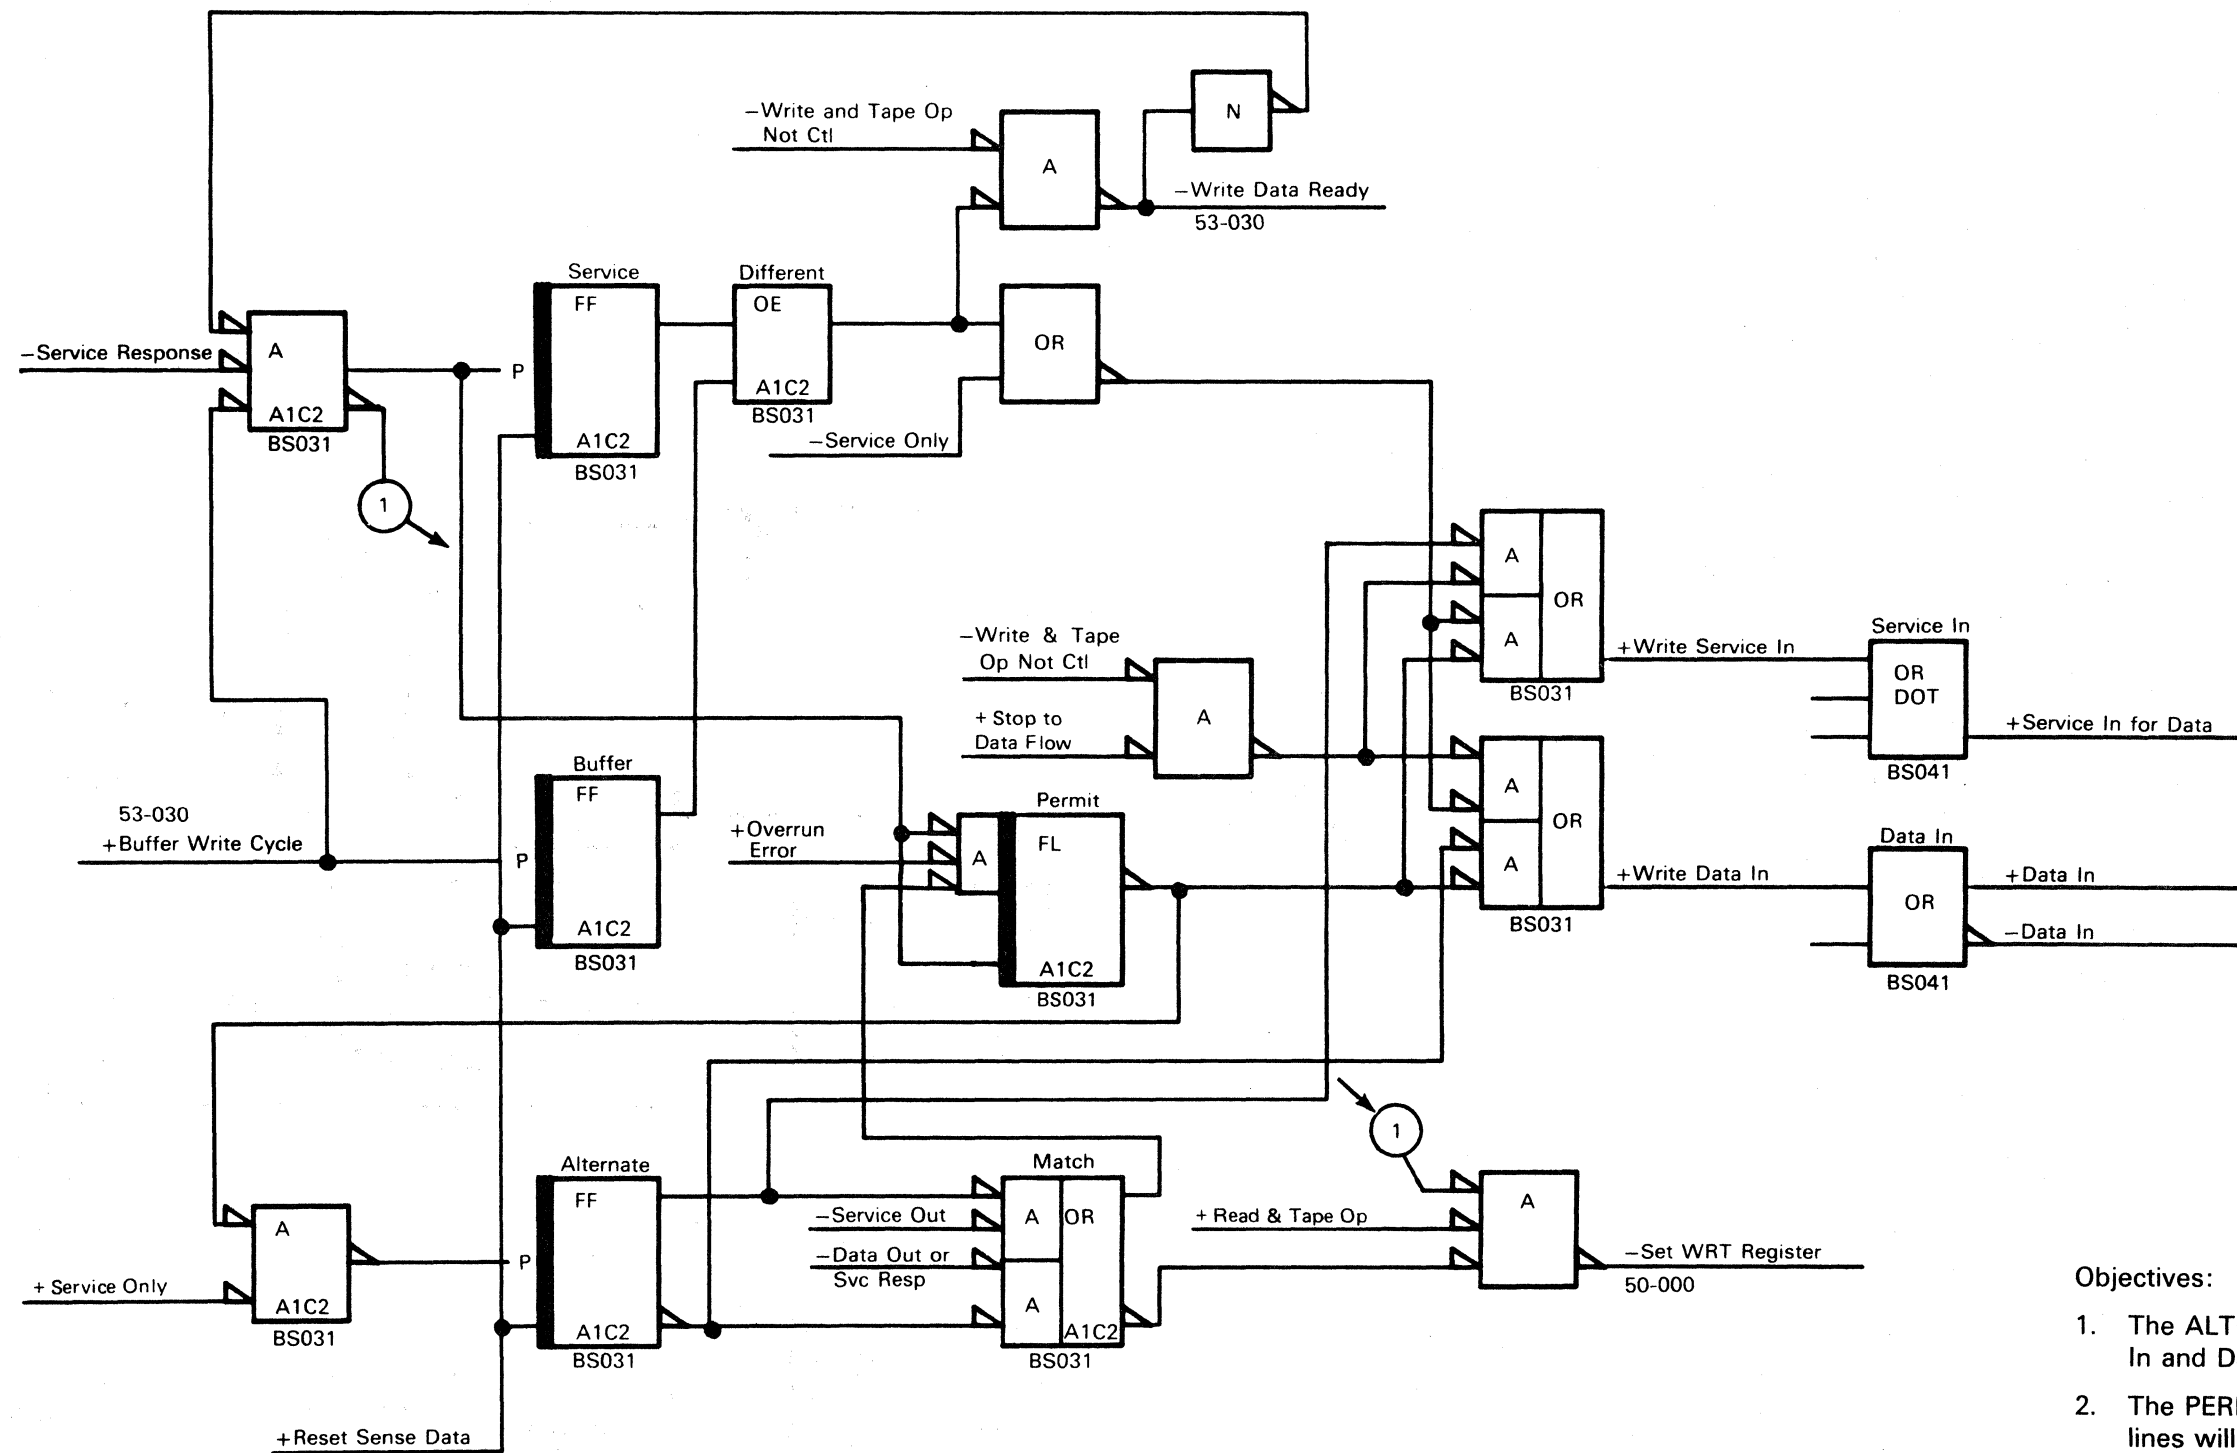 N
−Write and Tape Op
Not Ctl
A
−Write Data Ready
53-030
Service
FF
A1C2
BS031
Different
OE
A1C2
BS031
OR
−Service Response
A
A1C2
BS031
P
−Service Only
1
A
A
OR
BS031
−Write & Tape
Op Not Ctl
+Stop to
Data Flow
A
+Write Service In
Service In
OR
DOT
BS041
+Service In for Data
Buffer
FF
A1C2
BS031
P
53-030
+Buffer Write Cycle
+Overrun
Error
A
Permit
FL
A1C2
BS031
A
A
OR
BS031
+Write Data In
Data In
OR
BS041
+Data In
−Data In
1
Alternate
FF
A1C2
BS031
P
Match
A
OR
A
A1C2
BS031
−Service Out
−Data Out or
Svc Resp
+Read & Tape Op
A
−Set WRT Register
50-000
A
A1C2
BS031
+Service Only
+Reset Sense Data
Objectives:
1. The ALT
In and D
2. The PER
lines will